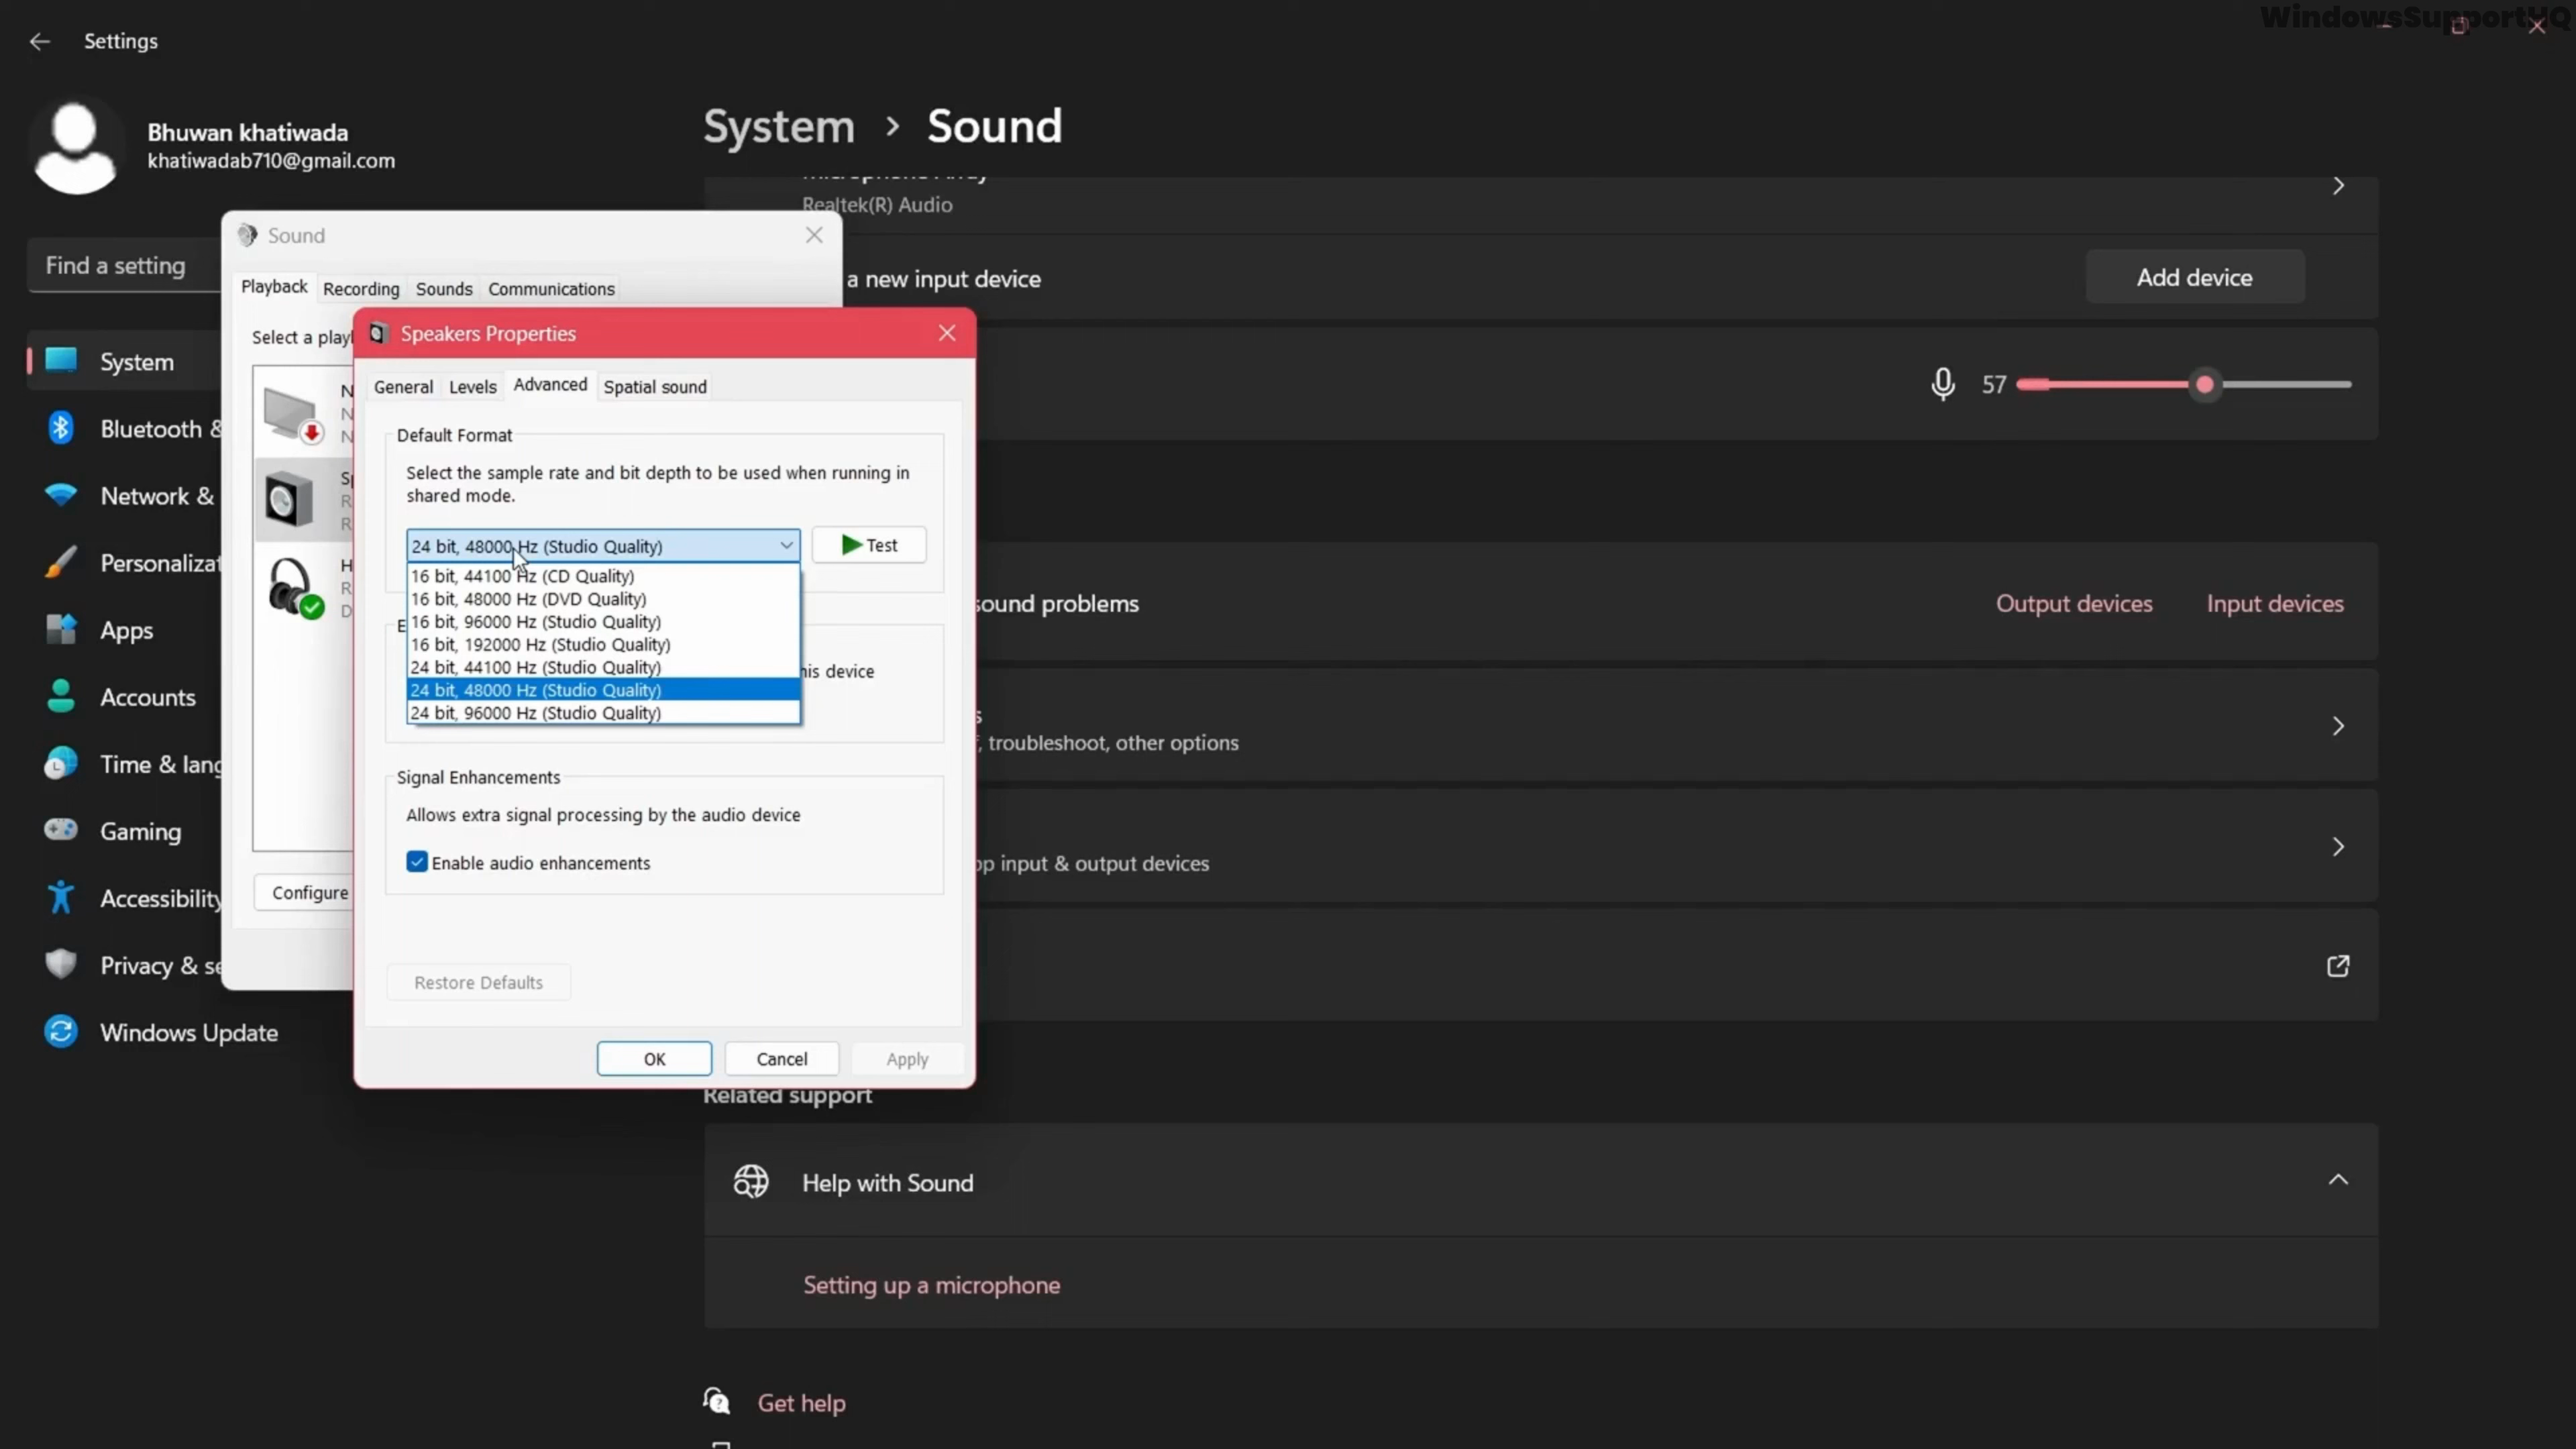 WindowsSupportHQ
Settings
Bhuwan khatiwada
khatiwadab710@gmail.com
Find a setting
System
Bluetooth &
Network &
Personalizat
Apps
Accounts
Time & lang
Gaming
Accessibility
Privacy & se
Windows Update
System > Sound
Realtek(R) Audio
a new input device
Add device
57
sound problems
Output devices
Input devices
, troubleshoot, other options
pp input & output devices
Related support
Help with Sound
Setting up a microphone
Get help
Sound
Playback
Recording
Sounds
Communications
Select a playl
N
N
N
Sp
R
R
H
R
D
Configure
Speakers Properties
General
Levels
Advanced
Spatial sound
Default Format
Select the sample rate and bit depth to be used when running in
shared mode.
24 bit, 48000 Hz (Studio Quality)
Test
16 bit, 44100 Hz (CD Quality)
16 bit, 48000 Hz (DVD Quality)
16 bit, 96000 Hz (Studio Quality)
16 bit, 192000 Hz (Studio Quality)
24 bit, 44100 Hz (Studio Quality)
24 bit, 48000 Hz (Studio Quality)
24 bit, 96000 Hz (Studio Quality)
E
his device
Signal Enhancements
Allows extra signal processing by the audio device
Enable audio enhancements
Restore Defaults
OK
Cancel
Apply